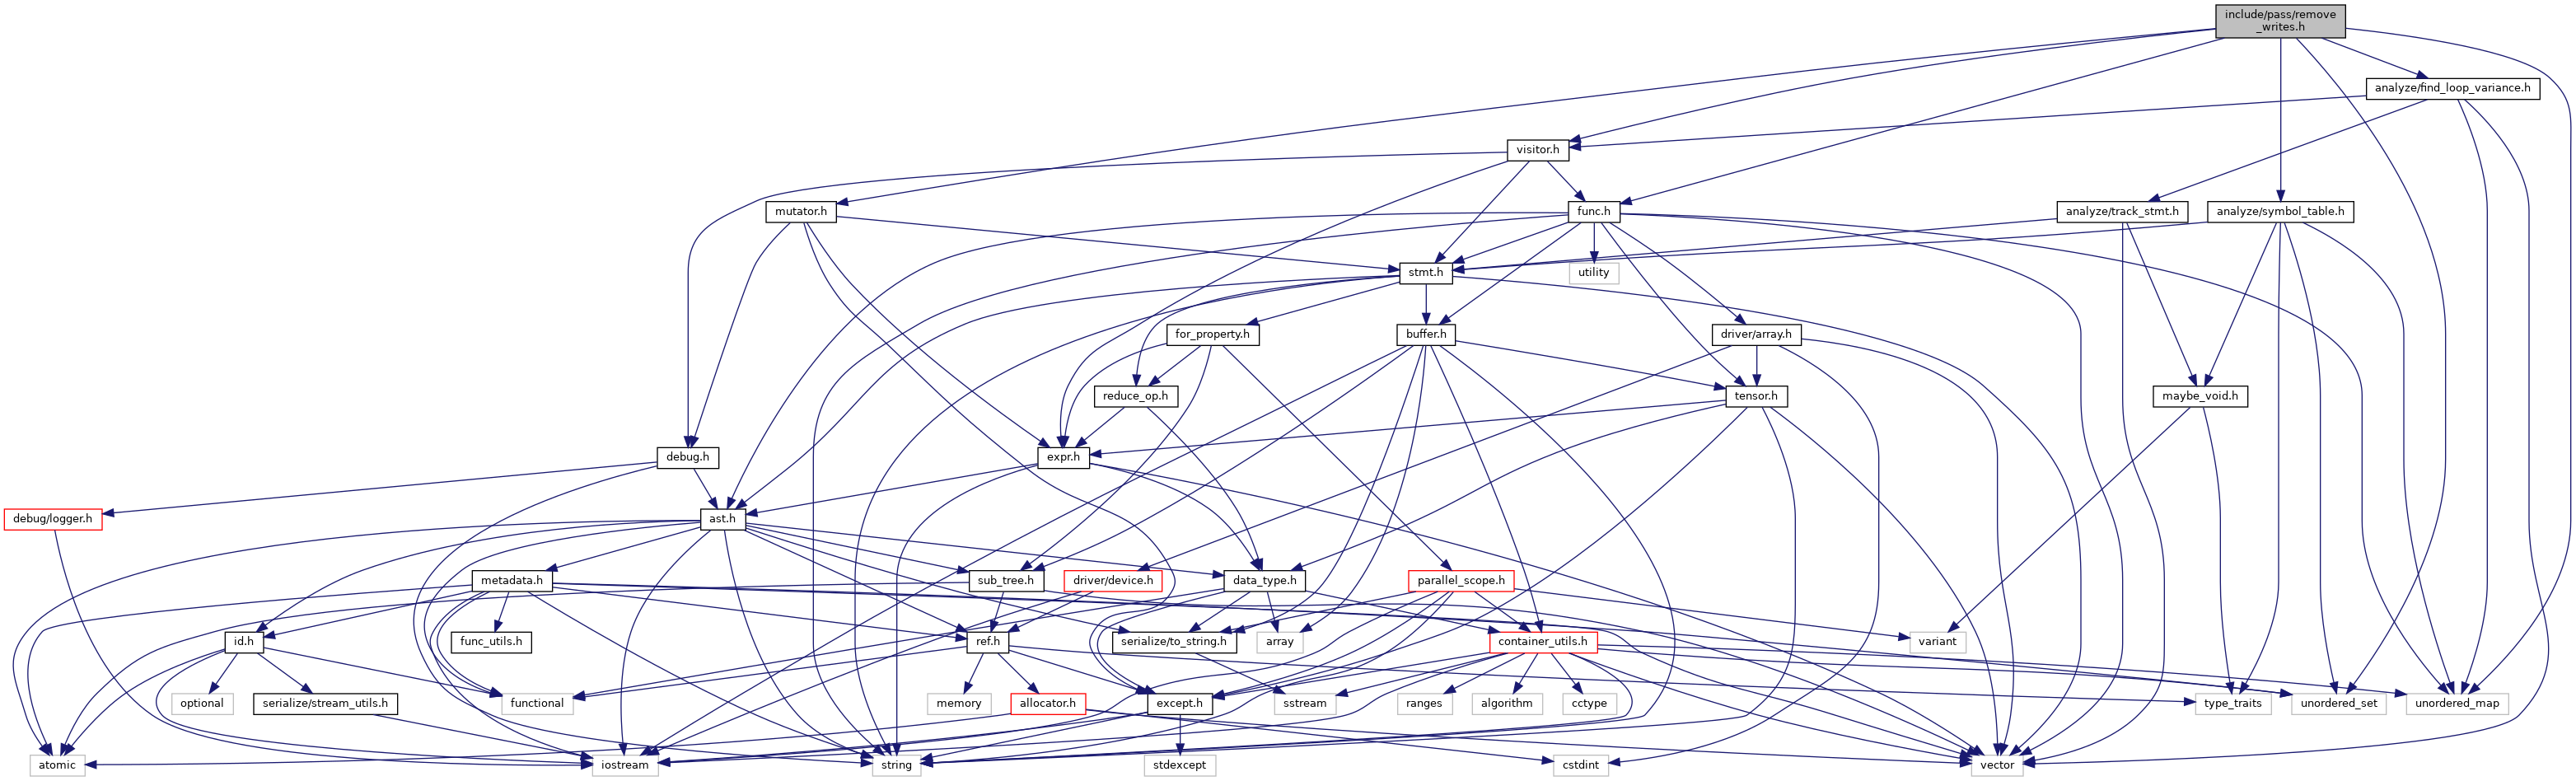 include/pass/remove
_writes.h
analyze/find_loop_variance.h
visitor.h
mutator.h
func.h
analyze/track_stmt.h
analyze/symbol_table.h
stmt.h
utility
for_property.h
buffer.h
driver/array.h
reduce_op.h
tensor.h
maybe_void.h
debug.h
expr.h
debug/logger.h
ast.h
metadata.h
sub_tree.h
driver/device.h
data_type.h
parallel_scope.h
id.h
func_utils.h
ref.h
serialize/to_string.h
array
container_utils.h
variant
optional
serialize/stream_utils.h
functional
memory
allocator.h
except.h
sstream
ranges
algorithm
cctype
type_traits
unordered_set
unordered_map
atomic
iostream
string
stdexcept
cstdint
vector